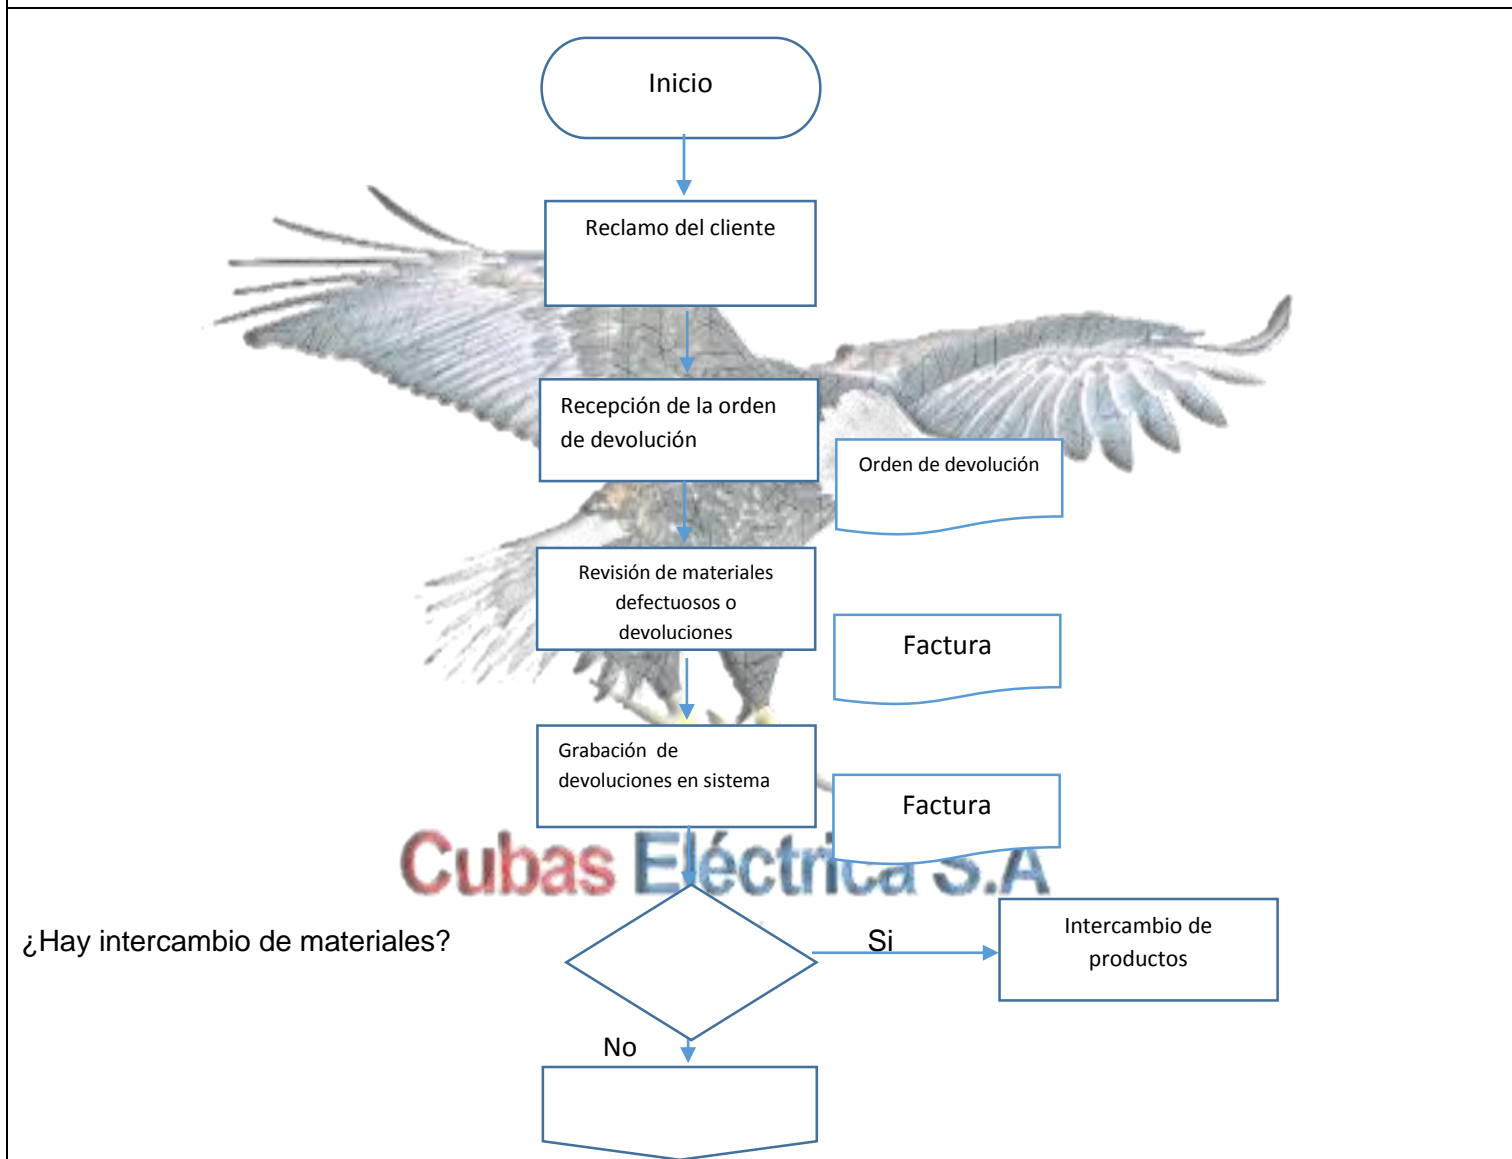 Inicio
Reclamo del cliente
Recepción de la orden
de devolución
Orden de devolución
Revisión de materiales
defectuosos o
devoluciones
Factura
Grabación de
devoluciones en sistema
Factura
Cubas Eléctrica S.A
¿Hay intercambio de materiales?
Si
Intercambio de
productos
No